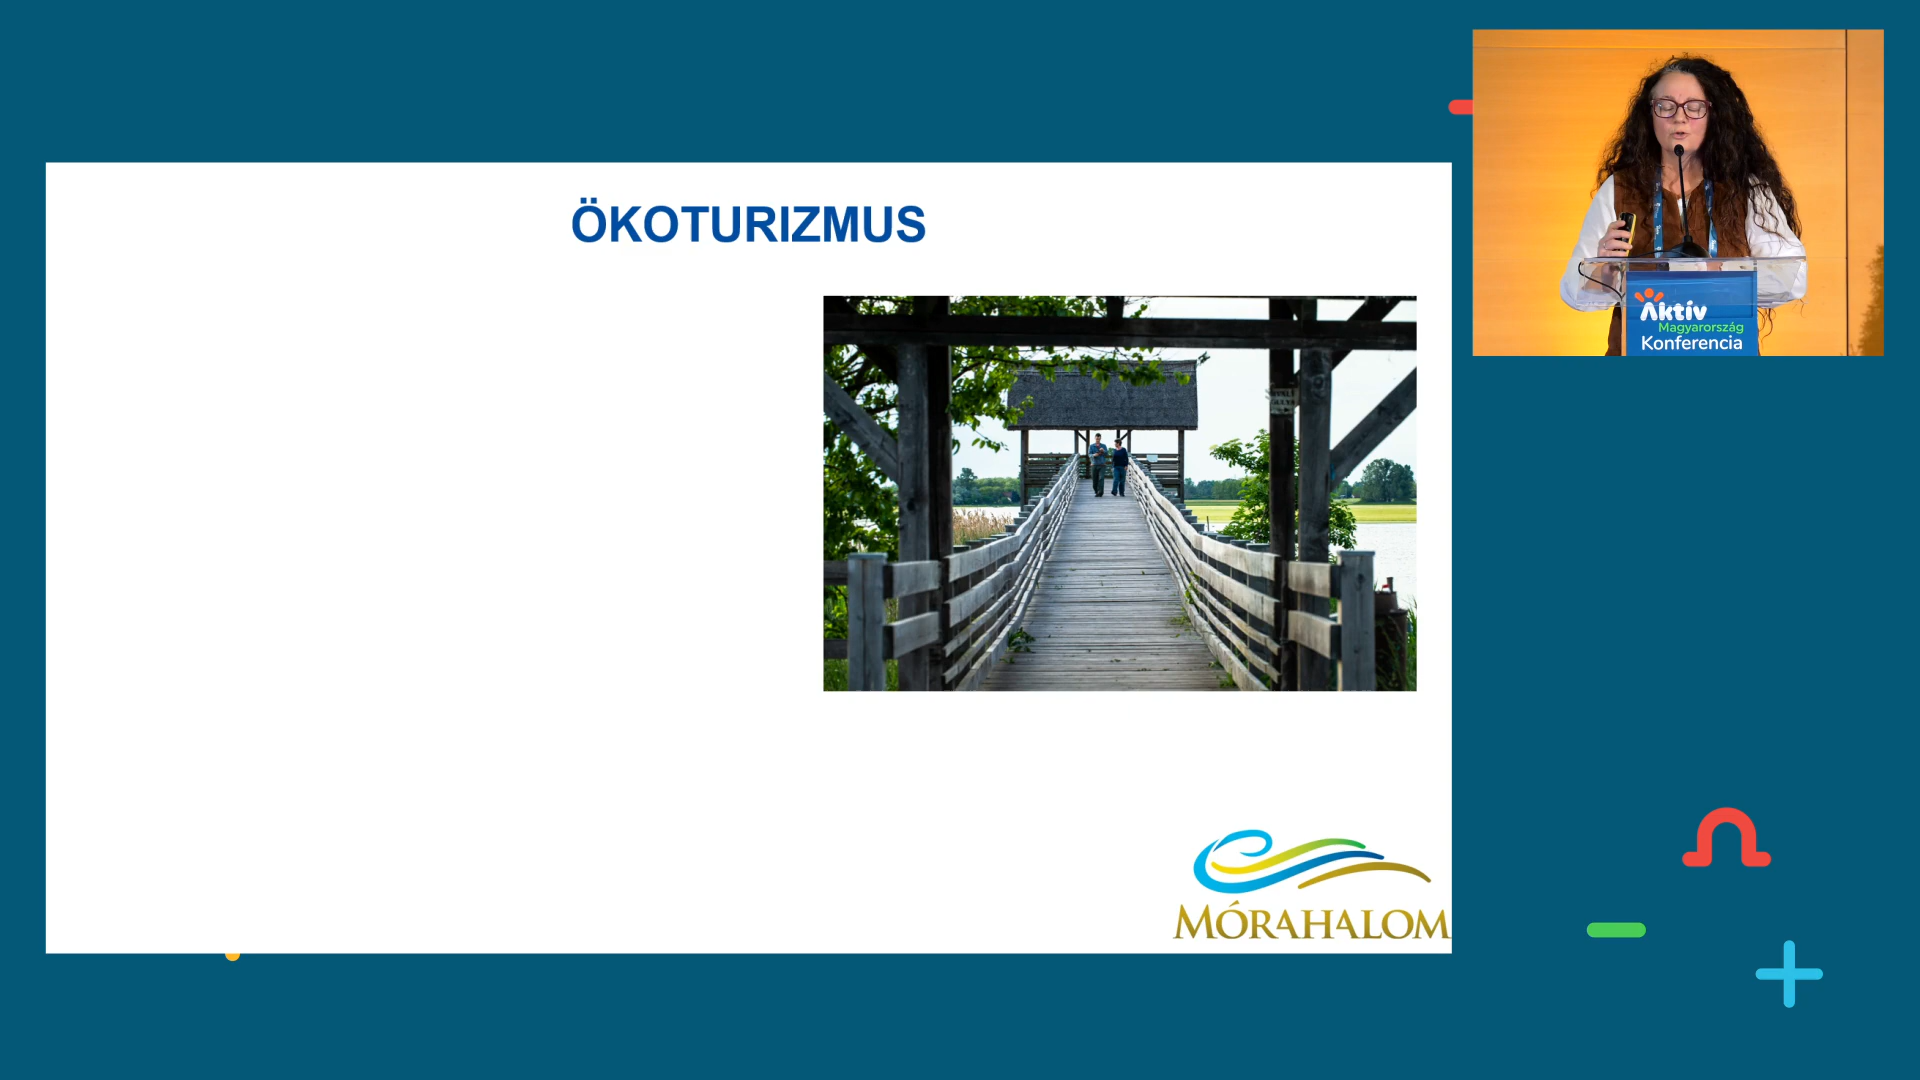 ÖKOTURIZMUS
MÓRAHALOM
Aktív
Magyarország
Konferencia